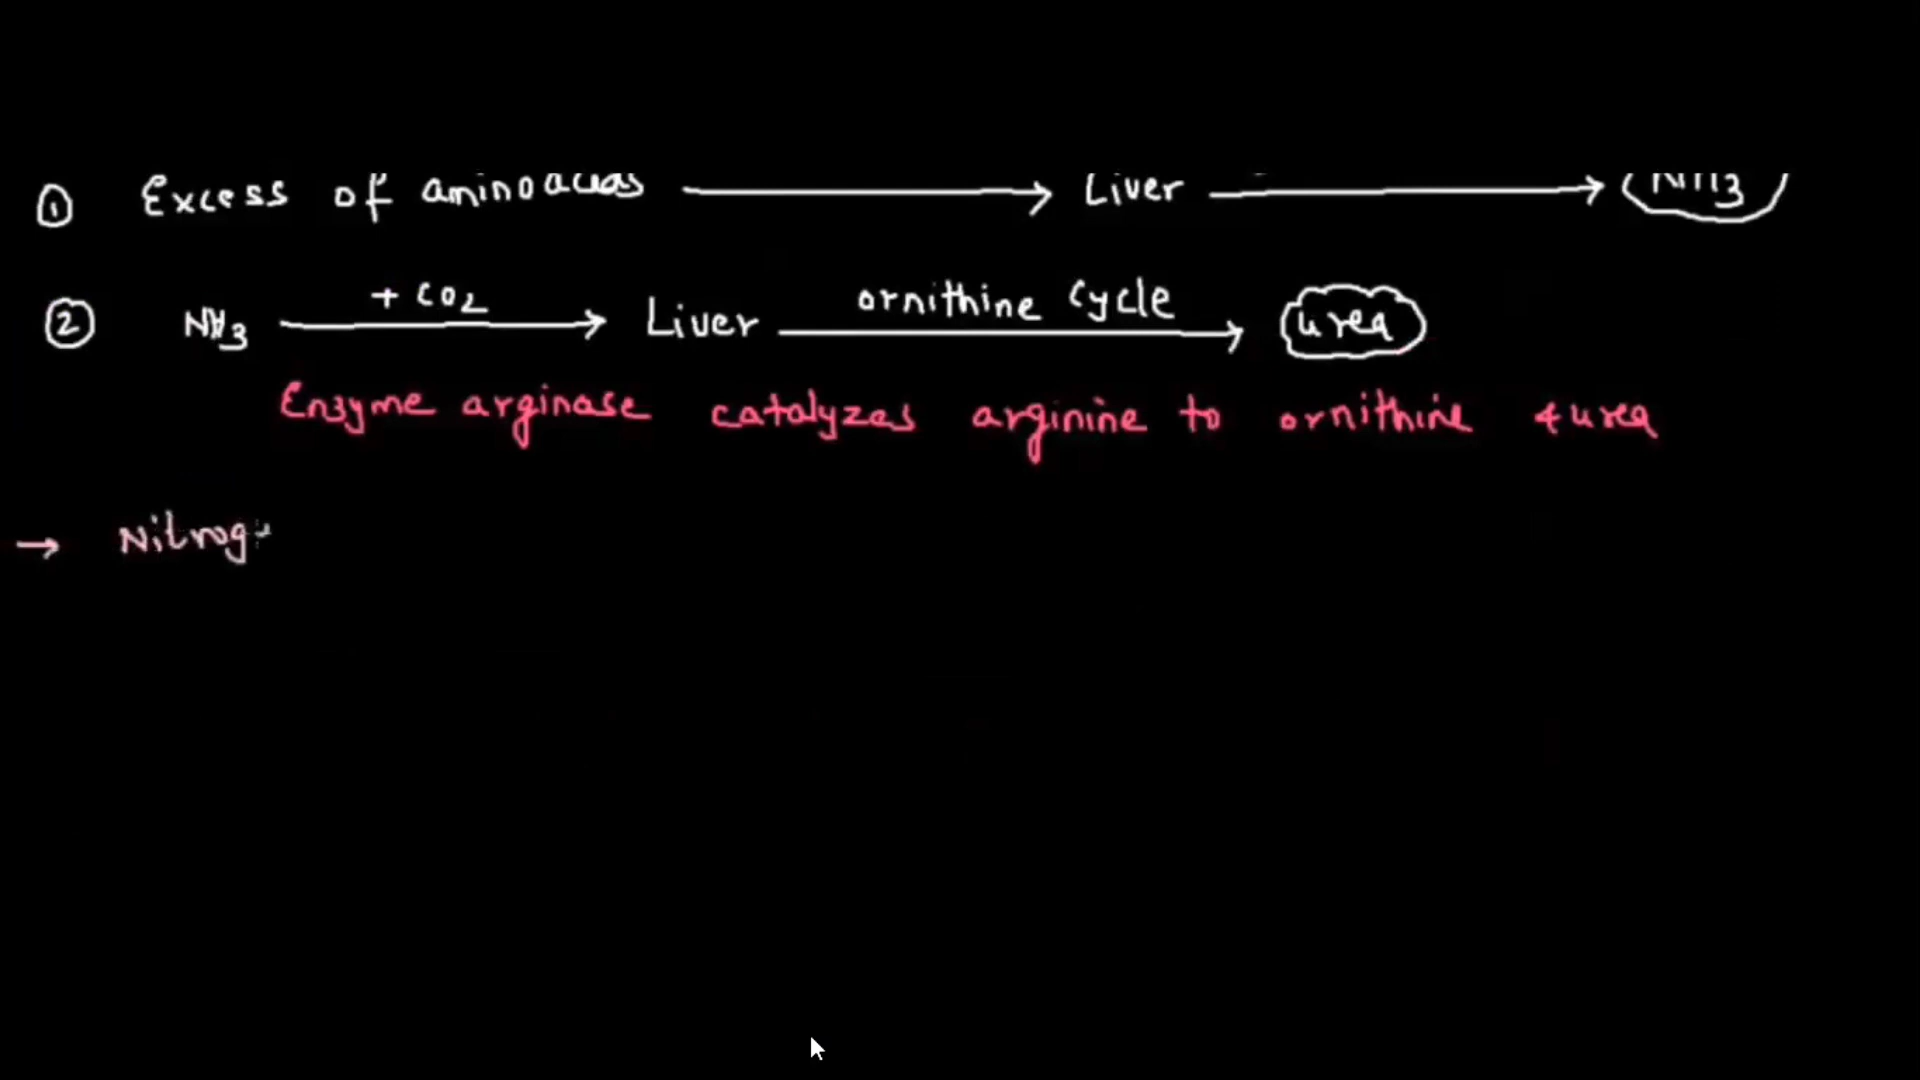 ① Excess of aminoacids → Liver → NH3
② NH3 + CO2 → Liver ornithine cycle → urea
Enzyme arginase catalyzes arginine to ornithine & urea
→ Nitrog